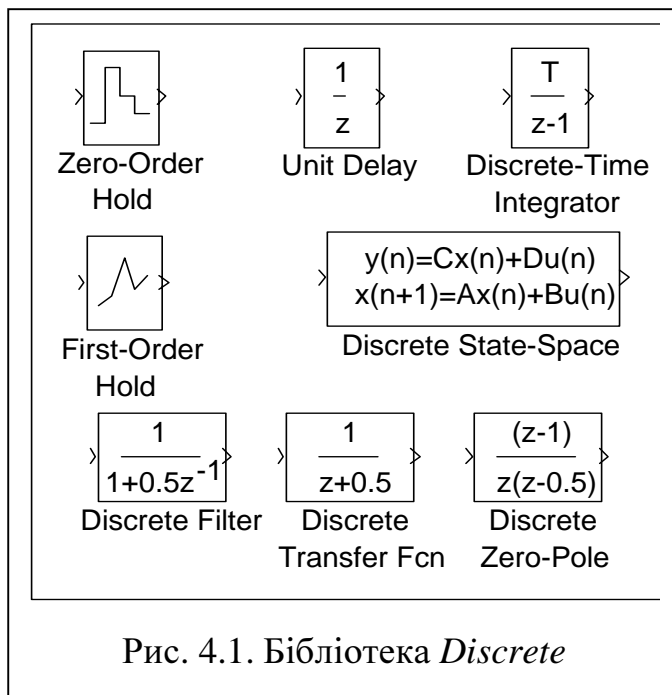 1
z
T
z-1
Zero-Order
Hold
Unit Delay
Discrete-Time
Integrator
y(n)=Cx(n)+Du(n)
x(n+1)=Ax(n)+Bu(n)
First-Order
Hold
Discrete State-Space
1
1+0.5z⁻¹
Discrete Filter
1
z+0.5
Discrete
Transfer Fcn
(z-1)
z(z-0.5)
Discrete
Zero-Pole
Рис. 4.1. Бібліотека Discrete